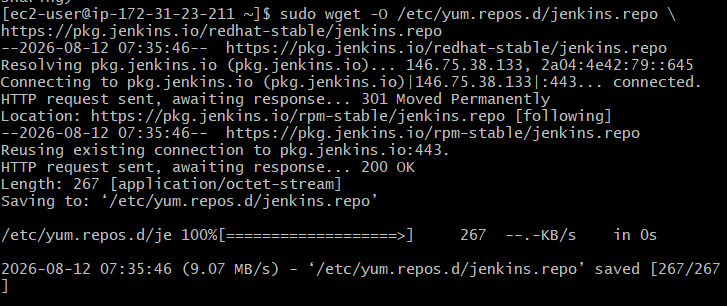 [ec2-user@ip-172-31-23-211 ~]$ sudo wget -O /etc/yum.repos.d/jenkins.repo \
https://pkg.jenkins.io/redhat-stable/jenkins.repo
--2026-08-12 07:35:46--  https://pkg.jenkins.io/redhat-stable/jenkins.repo
Resolving pkg.jenkins.io (pkg.jenkins.io)... 146.75.38.133, 2a04:4e42:79::645
Connecting to pkg.jenkins.io (pkg.jenkins.io)|146.75.38.133|:443... connected.
HTTP request sent, awaiting response... 301 Moved Permanently
Location: https://pkg.jenkins.io/rpm-stable/jenkins.repo [following]
--2026-08-12 07:35:46--  https://pkg.jenkins.io/rpm-stable/jenkins.repo
Reusing existing connection to pkg.jenkins.io:443.
HTTP request sent, awaiting response... 200 OK
Length: 267 [application/octet-stream]
Saving to: ‘/etc/yum.repos.d/jenkins.repo’

/etc/yum.repos.d/je 100%[===================>]     267  --.-KB/s    in 0s

2026-08-12 07:35:46 (9.07 MB/s) - ‘/etc/yum.repos.d/jenkins.repo’ saved [267/267
]